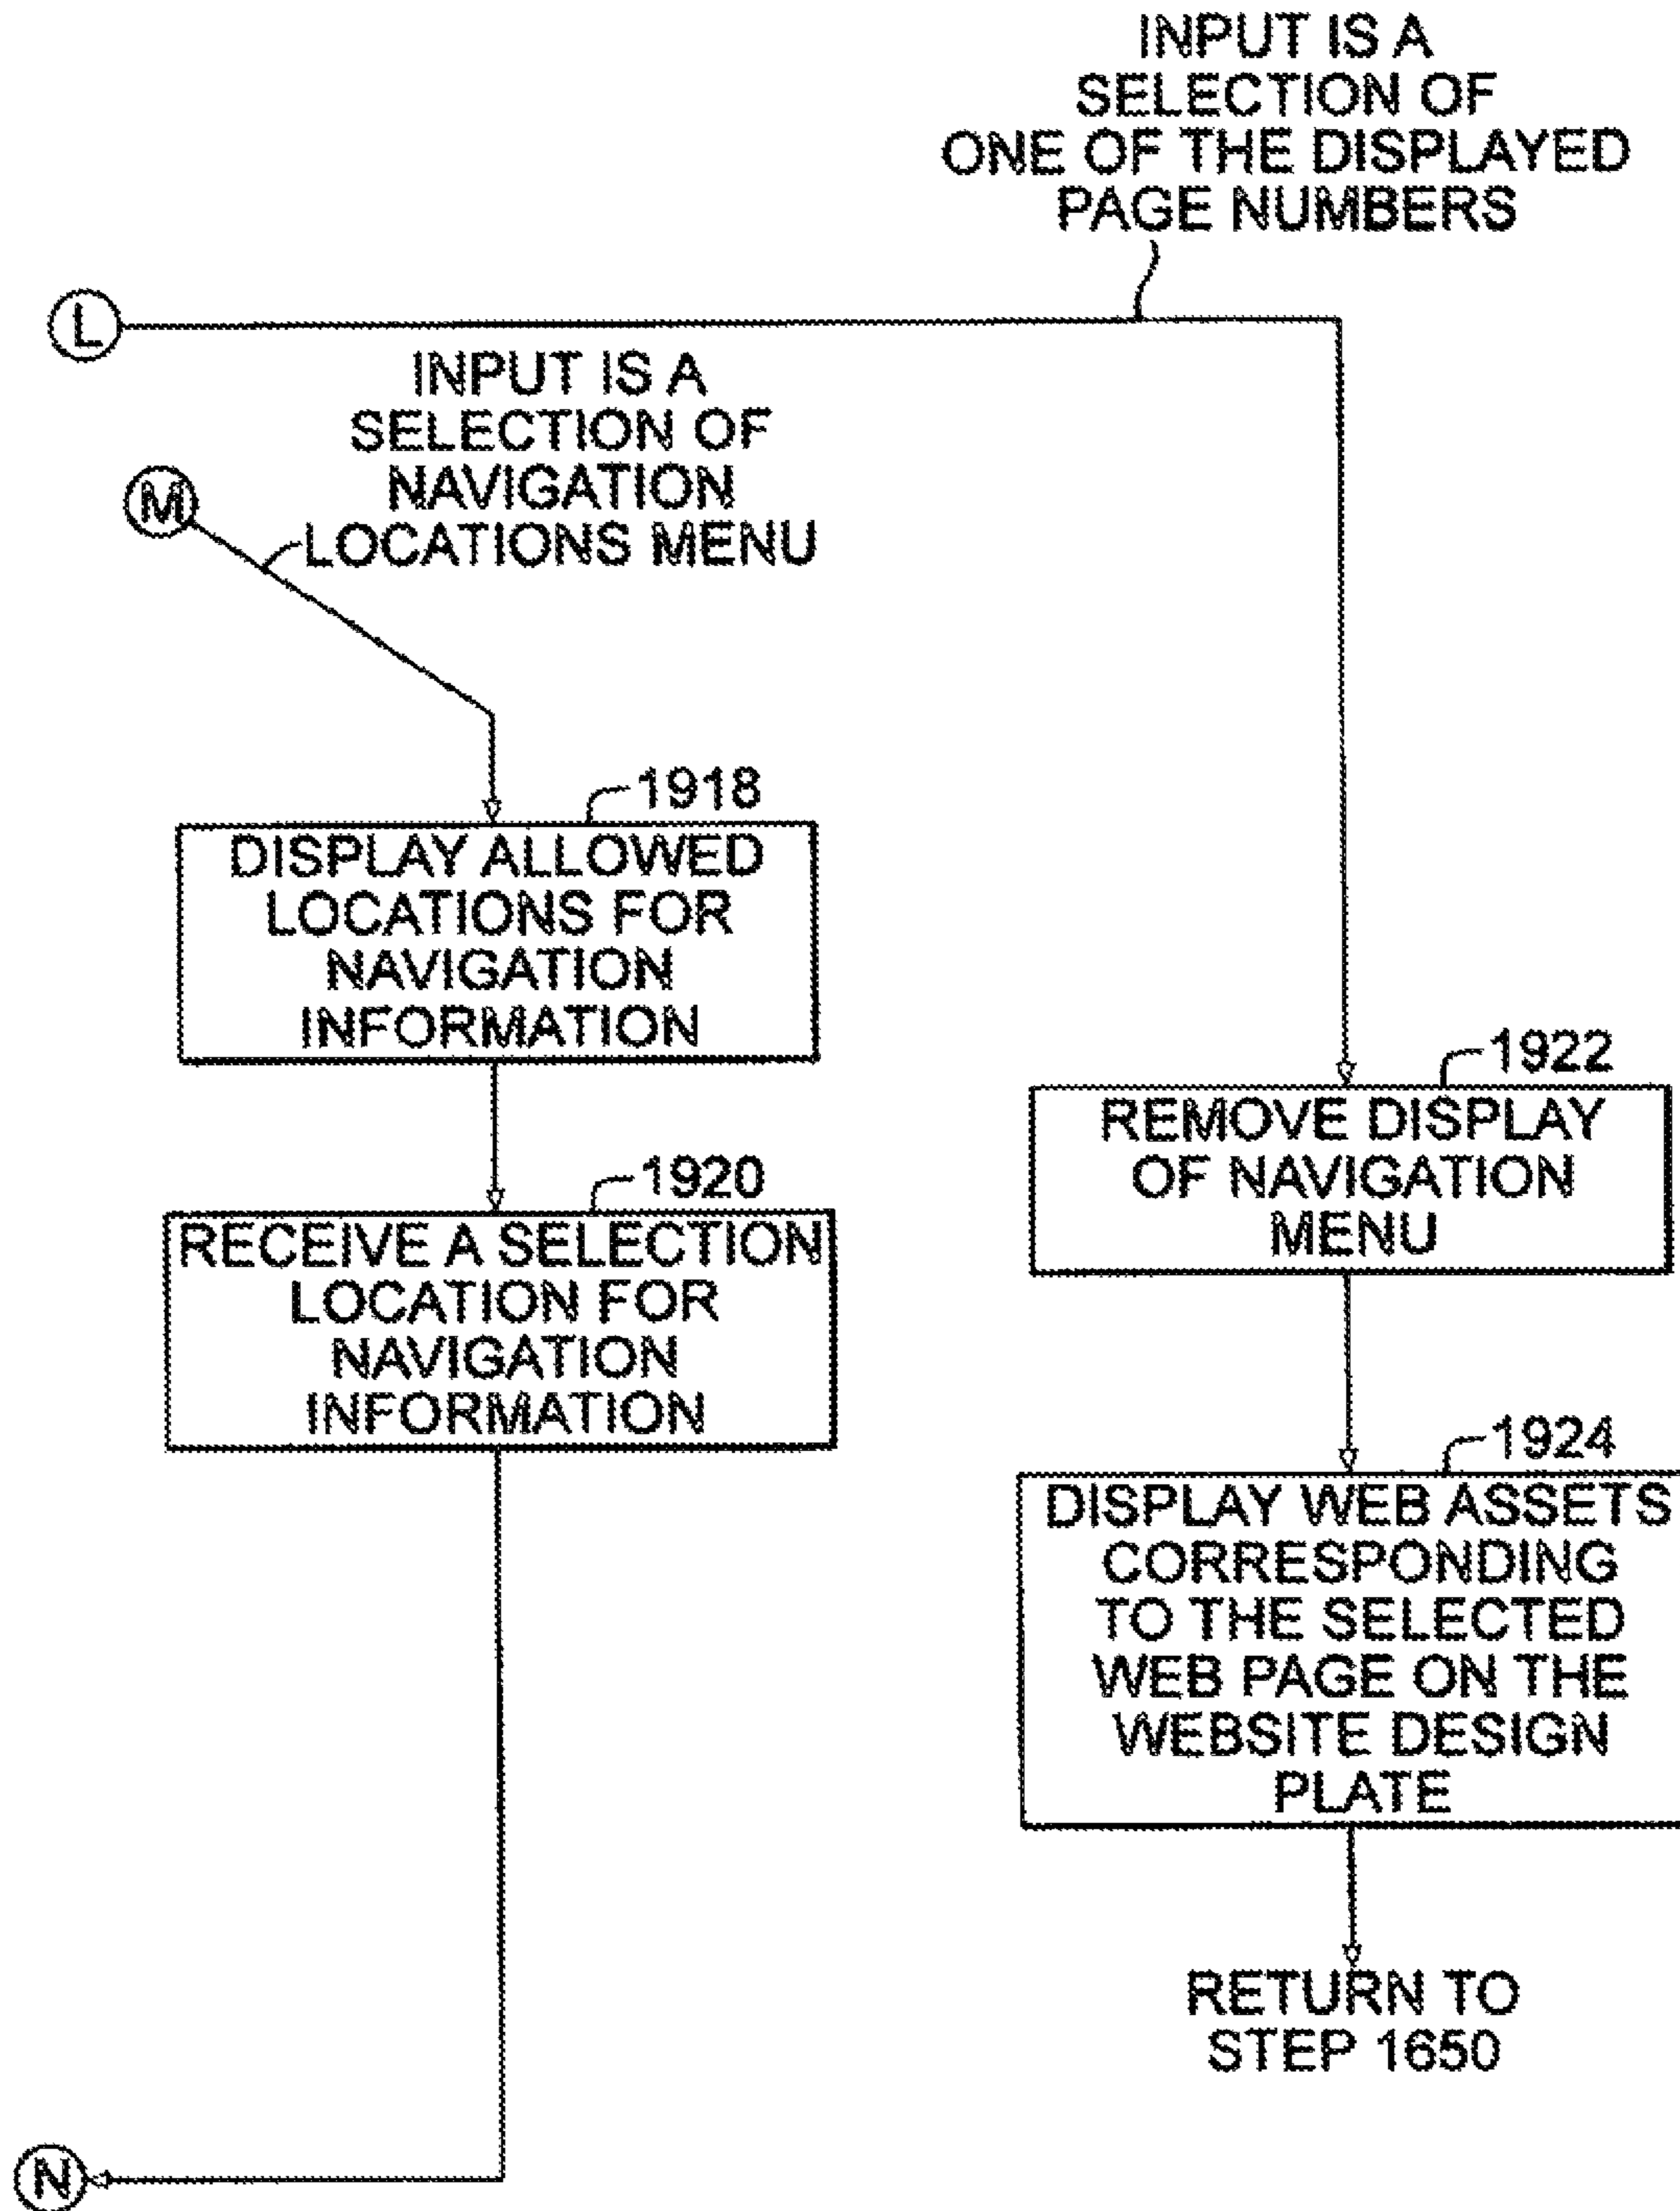 INPUT IS A
SELECTION OF
ONE OF THE DISPLAYED
PAGE NUMBERS
L
INPUT IS A
SELECTION OF
NAVIGATION
LOCATIONS MENU
M
1918
DISPLAY ALLOWED
LOCATIONS FOR
NAVIGATION
INFORMATION
1920
RECEIVE A SELECTION
LOCATION FOR
NAVIGATION
INFORMATION
1922
REMOVE DISPLAY
OF NAVIGATION
MENU
1924
DISPLAY WEB ASSETS
CORRESPONDING
TO THE SELECTED
WEB PAGE ON THE
WEBSITE DESIGN
PLATE
RETURN TO
STEP 1650
N